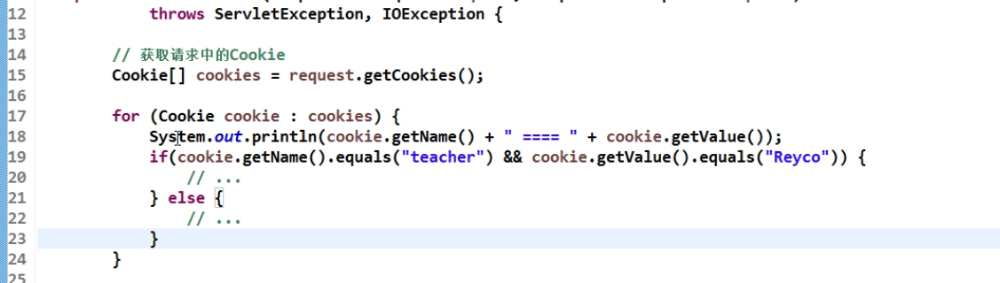 12 throws ServletException, IOException {
13
14 // 获取请求中的Cookie
15 Cookie[] cookies = request.getCookies();
16
17 for (Cookie cookie : cookies) {
18 System.out.println(cookie.getName() + " ==== " + cookie.getValue());
19 if(cookie.getName().equals("teacher") && cookie.getValue().equals("Reyco")) {
20 // ...
21 } else {
22 // ...
23 }
24 }
25